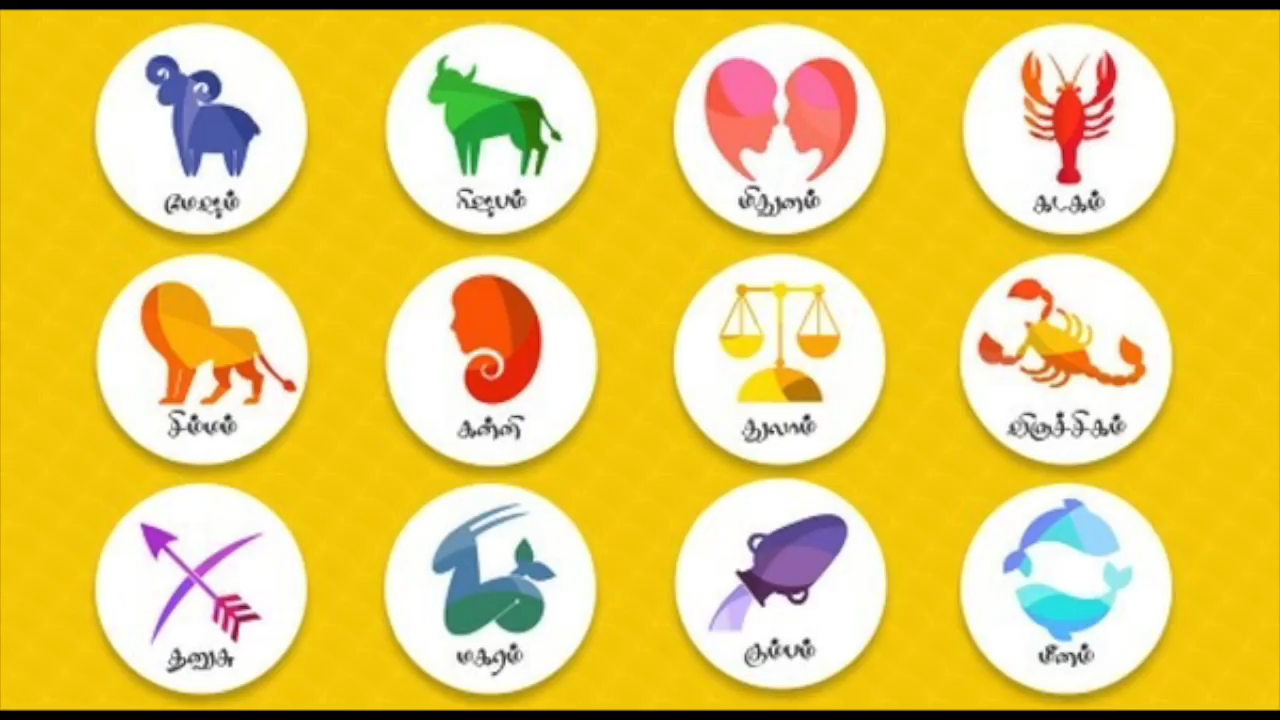 மேஷம்
ரிஷபம்
மிதுனம்
கடகம்
சிம்மம்
கன்னி
துலாம்
விருச்சிகம்
தனுசு
மகரம்
கும்பம்
மீனம்